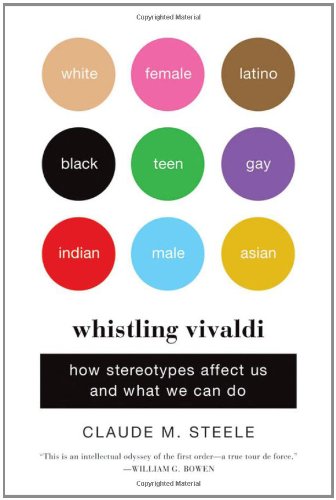 Copyrighted Material
white female latino
black teen gay
indian male asian
whistling vivaldi
how stereotypes affect us
and what we can do
CLAUDE M. STEELE
“This is an intellectual odyssey of the first order—a true tour de force.”
—WILLIAM G. BOWEN
Copyrighted Material